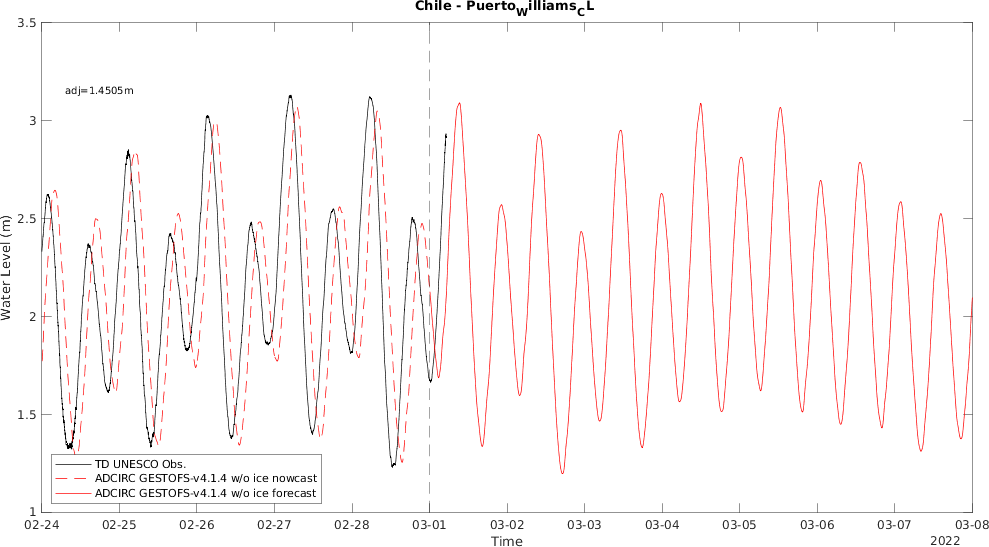 Chile - PuertoWilliamsCL
3.5
adj=1.4505m
3
2.5
Water Level (m)
2
1.5
TD UNESCO Obs.
ADCIRC GESTOFS-v4.1.4 w/o ice nowcast
ADCIRC GESTOFS-v4.1.4 w/o ice forecast
1
02-24 02-25 02-26 02-27 02-28 03-01 03-02 03-03 03-04 03-05 03-06 03-07 03-08
Time
2022